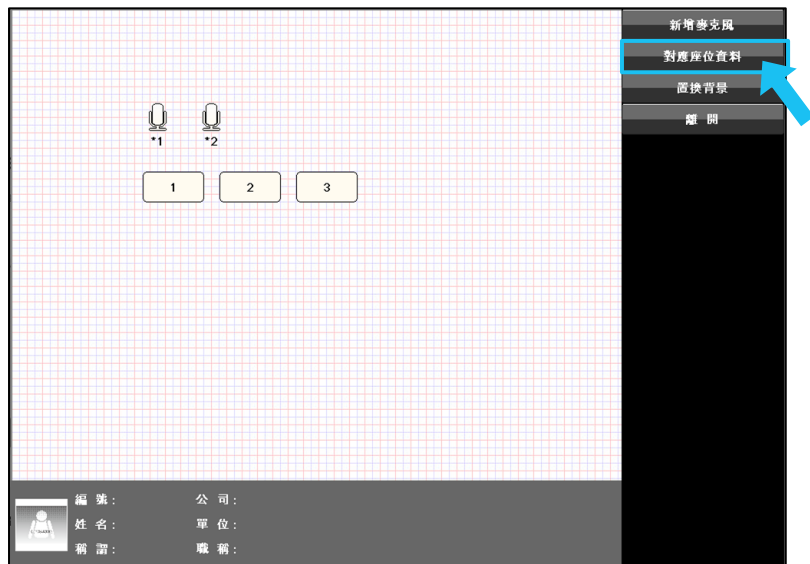 新增麥克風
對應座位資料
置換背景
離 開
*1 *2
1 2 3
編 號 : 公 司 :
姓 名 : 單 位 :
稱 謂 : 職 稱 :